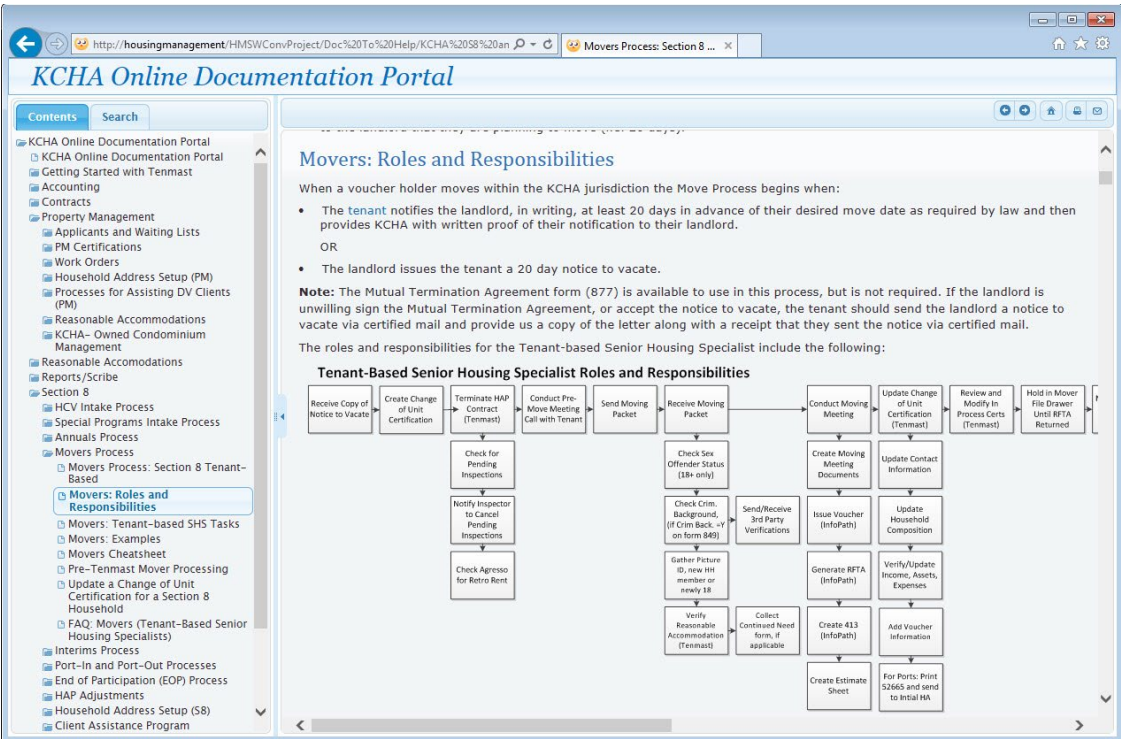 http://housingmanagement/HMSWConvProject/Doc%20To%20Help/KCHA%20S8%20an
Movers Process: Section 8 ...
KCHA Online Documentation Portal
Contents
Search
KCHA Online Documentation Portal
KCHA Online Documentation Portal
Getting Started with Tenmast
Accounting
Contracts
Property Management
Applicants and Waiting Lists
PM Certifications
Work Orders
Household Address Setup (PM)
Processes for Assisting DV Clients
(PM)
Reasonable Accommodations
KCHA- Owned Condominium
Management
Reasonable Accomodations
Reports/Scribe
Section 8
HCV Intake Process
Special Programs Intake Process
Annuals Process
Movers Process
Movers Process: Section 8 Tenant-
Based
Movers: Roles and
Responsibilities
Movers: Tenant-based SHS Tasks
Movers: Examples
Movers Cheatsheet
Pre-Tenmast Mover Processing
Update a Change of Unit
Certification for a Section 8
Household
FAQ: Movers (Tenant-Based Senior
Housing Specialists)
Interims Process
Port-In and Port-Out Processes
End of Participation (EOP) Process
HAP Adjustments
Household Address Setup (S8)
Client Assistance Program
Movers: Roles and Responsibilities
When a voucher holder moves within the KCHA jurisdiction the Move Process begins when:
• The tenant notifies the landlord, in writing, at least 20 days in advance of their desired move date as required by law and then
provides KCHA with written proof of their notification to their landlord.
OR
• The landlord issues the tenant a 20 day notice to vacate.
Note: The Mutual Termination Agreement form (877) is available to use in this process, but is not required. If the landlord is
unwilling sign the Mutual Termination Agreement, or accept the notice to vacate, the tenant should send the landlord a notice to
vacate via certified mail and provide us a copy of the letter along with a receipt that they sent the notice via certified mail.
The roles and responsibilities for the Tenant-based Senior Housing Specialist include the following:
Tenant-Based Senior Housing Specialist Roles and Responsibilities
Receive Copy of
Notice to Vacate
Create Change
of Unit
Certification
Terminate HAP
Contract
(Tenmast)
Conduct Pre-
Move Meeting
Call with Tenant
Send Moving
Packet
Receive Moving
Packet
Conduct Moving
Meeting
Update Change
of Unit
Certification
(Tenmast)
Review and
Modify In
Process Certs
(Tenmast)
Hold in Mover
File Drawer
Until RFTA
Returned
Check for
Pending
Inspections
Check Sex
Offender Status
(18+ only)
Create Moving
Meeting
Documents
Update Contact
Information
Notify Inspector
to Cancel
Pending
Inspections
Check Crim.
Background,
(if Crim Back. =Y
on form 849)
Send/Receive
3rd Party
Verifications
Issue Voucher
(InfoPath)
Update
Household
Composition
Check Agresso
for Retro Rent
Gather Picture
ID, new HH
member or
newly 18
Generate RFTA
(InfoPath)
Verify/Update
Income, Assets,
Expenses
Verify
Reasonable
Accommodation
(Tenmast)
Collect
Continued Need
form, if
applicable
Create 413
(InfoPath)
Add Voucher
Information
Create Estimate
Sheet
For Ports: Print
52665 and send
to Intial HA